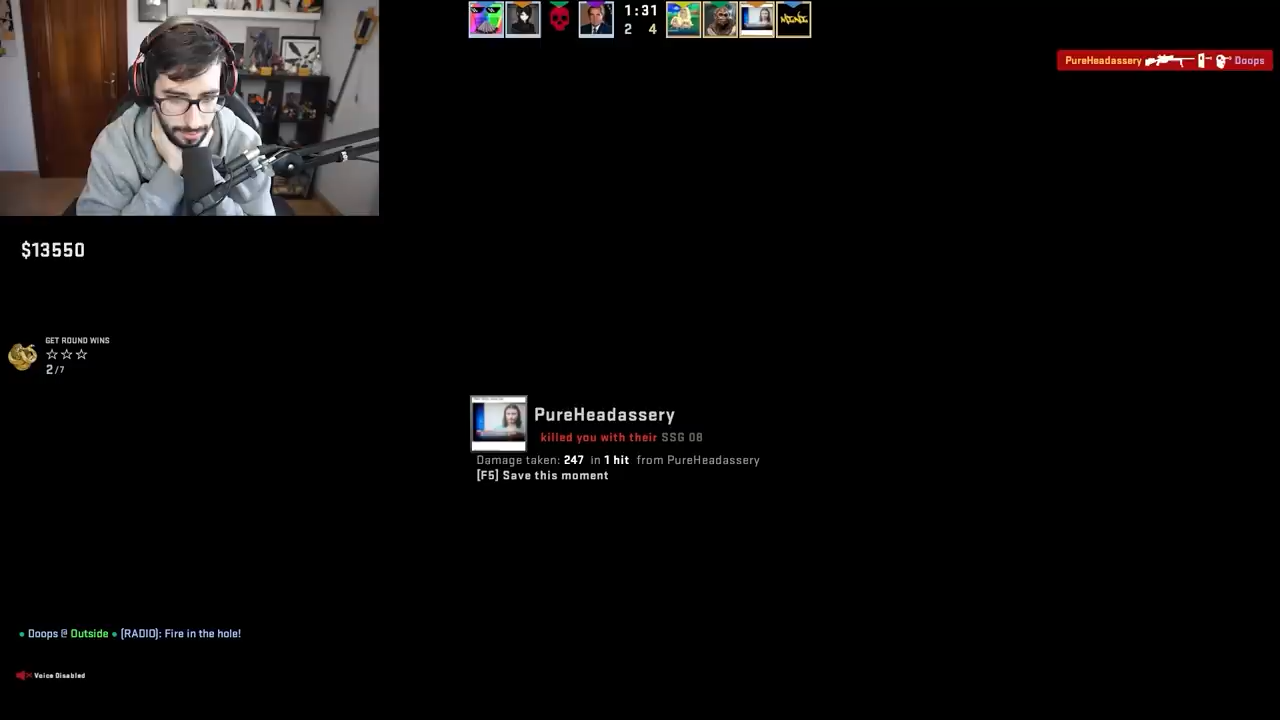 1:31
2 4
PureHeadassery Doops
$13550
GET ROUND WINS
2/7
PureHeadassery
killed you with their SSG 08
Damage taken: 247 in 1 hit from PureHeadassery
[F5] Save this moment
● Doops @ Outside ● (RADIO): Fire in the hole!
Voice Disabled